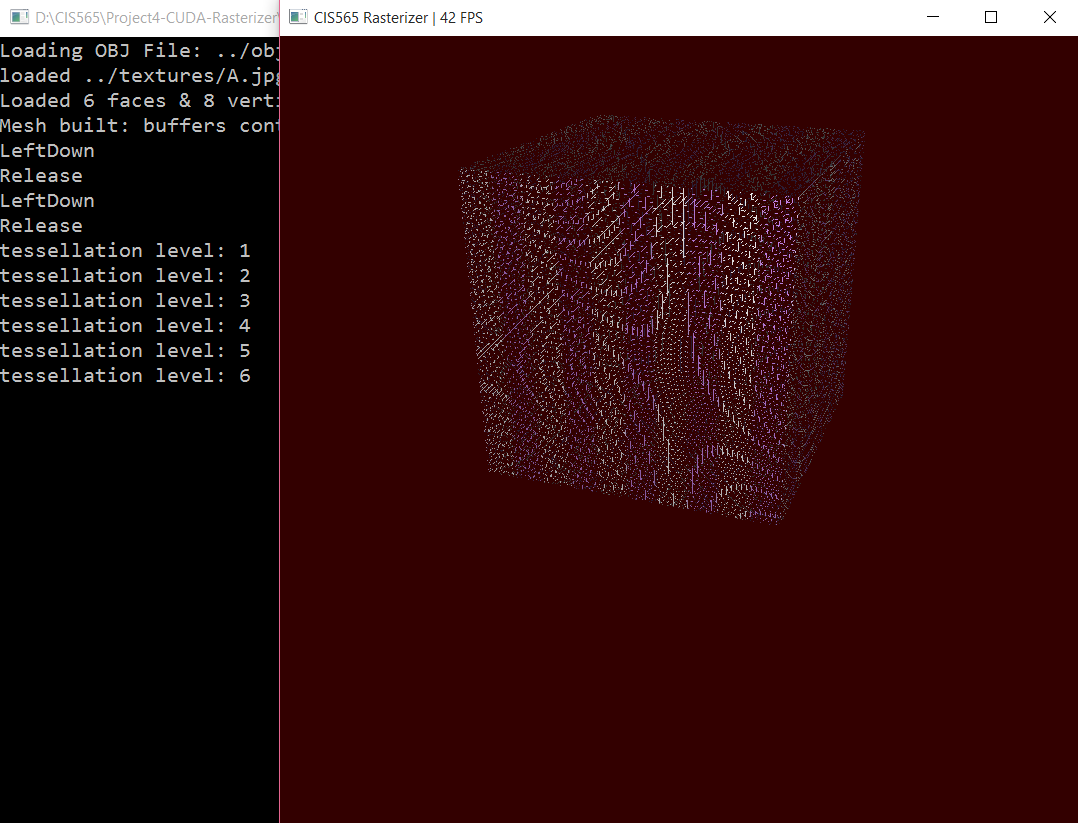 D:\CIS565\Project4-CUDA-Rasterizer\
CIS565 Rasterizer | 42 FPS
Loading OBJ File: ../obj
loaded ../textures/A.jpg
Loaded 6 faces & 8 verti
Mesh built: buffers cont
LeftDown
Release
LeftDown
Release
tessellation level: 1
tessellation level: 2
tessellation level: 3
tessellation level: 4
tessellation level: 5
tessellation level: 6